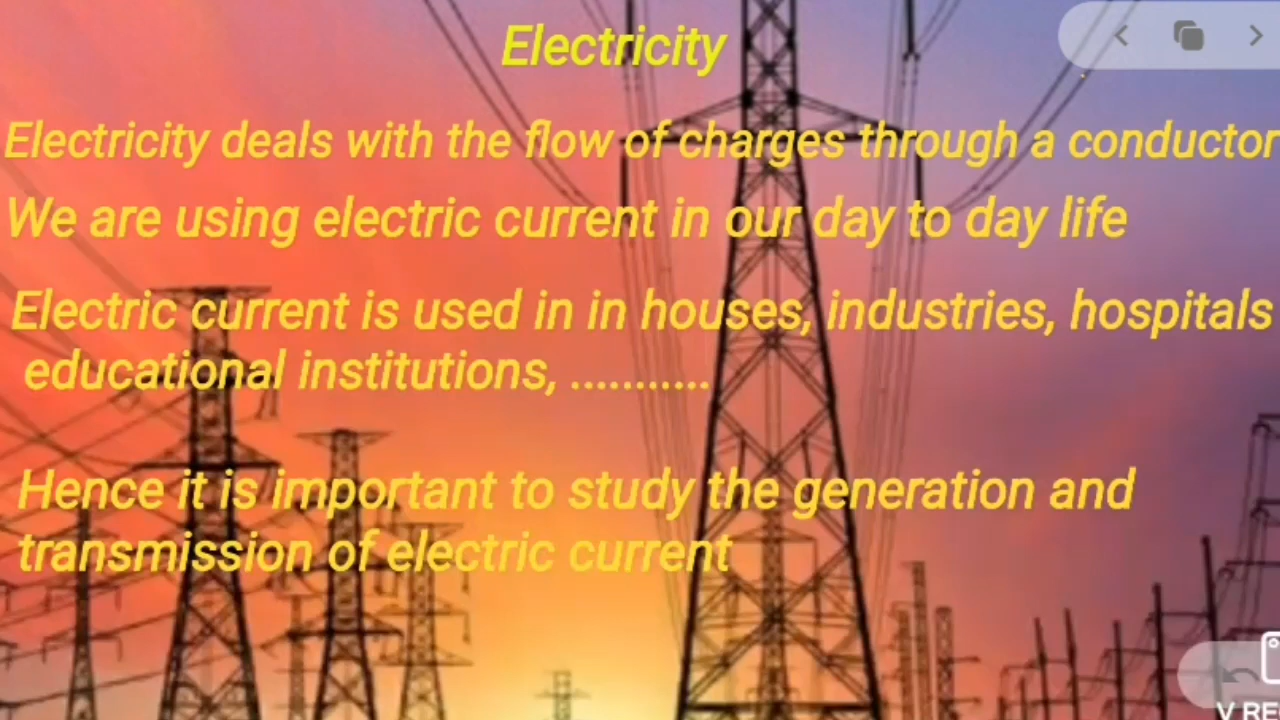 Electricity
Electricity deals with the flow of charges through a conductor
We are using electric current in our day to day life
Electric current is used in in houses, industries, hospitals
educational institutions, ...........
Hence it is important to study the generation and
transmission of electric current
V RE